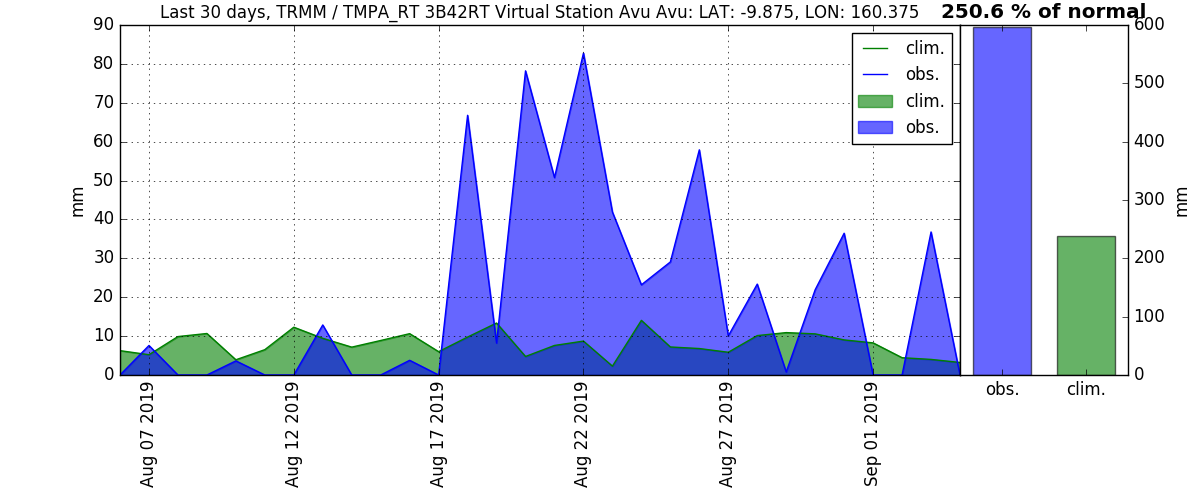 Last 30 days, TRMM / TMPA_RT 3B42RT Virtual Station Avu Avu: LAT: -9.875, LON: 160.375
250.6 % of normal
90
80
70
60
50
40
30
20
10
0
mm
clim.
obs.
clim.
obs.
Aug 07 2019
Aug 12 2019
Aug 17 2019
Aug 22 2019
Aug 27 2019
Sep 01 2019
600
500
400
300
200
100
0
mm
obs.
clim.